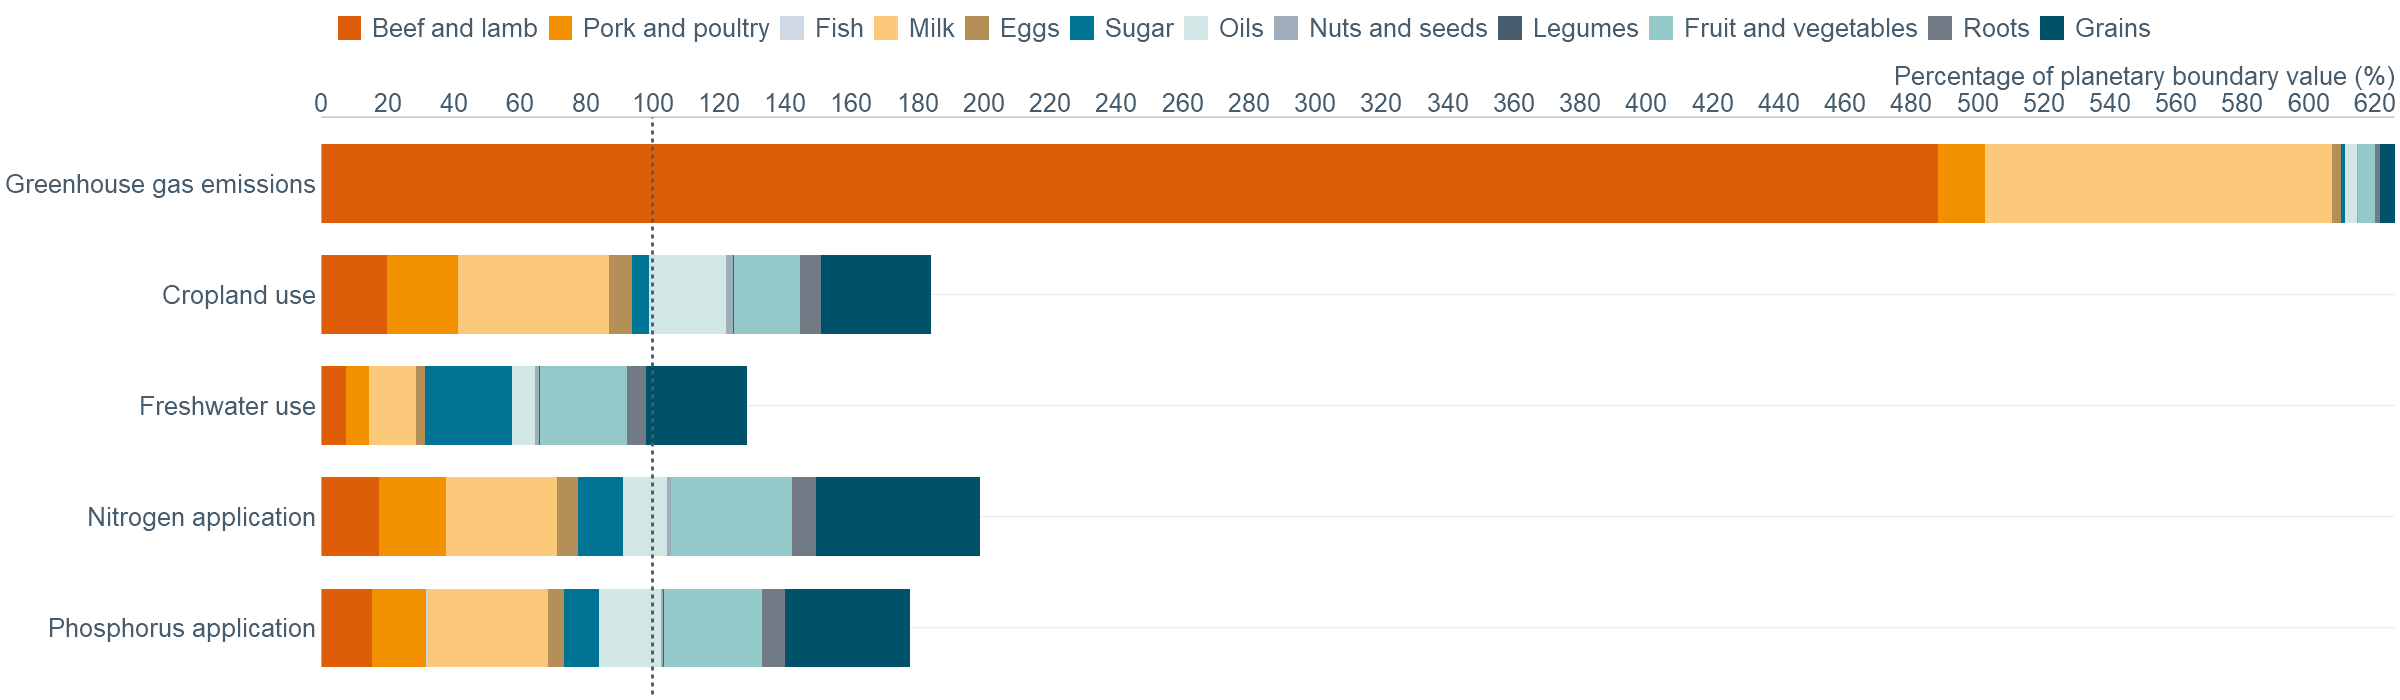 Beef and lamb Pork and poultry Fish Milk Eggs Sugar Oils Nuts and seeds Legumes Fruit and vegetables Roots Grains
Percentage of planetary boundary value (%)
0 20 40 60 80 100 120 140 160 180 200 220 240 260 280 300 320 340 360 380 400 420 440 460 480 500 520 540 560 580 600 620
Greenhouse gas emissions
Cropland use
Freshwater use
Nitrogen application
Phosphorus application